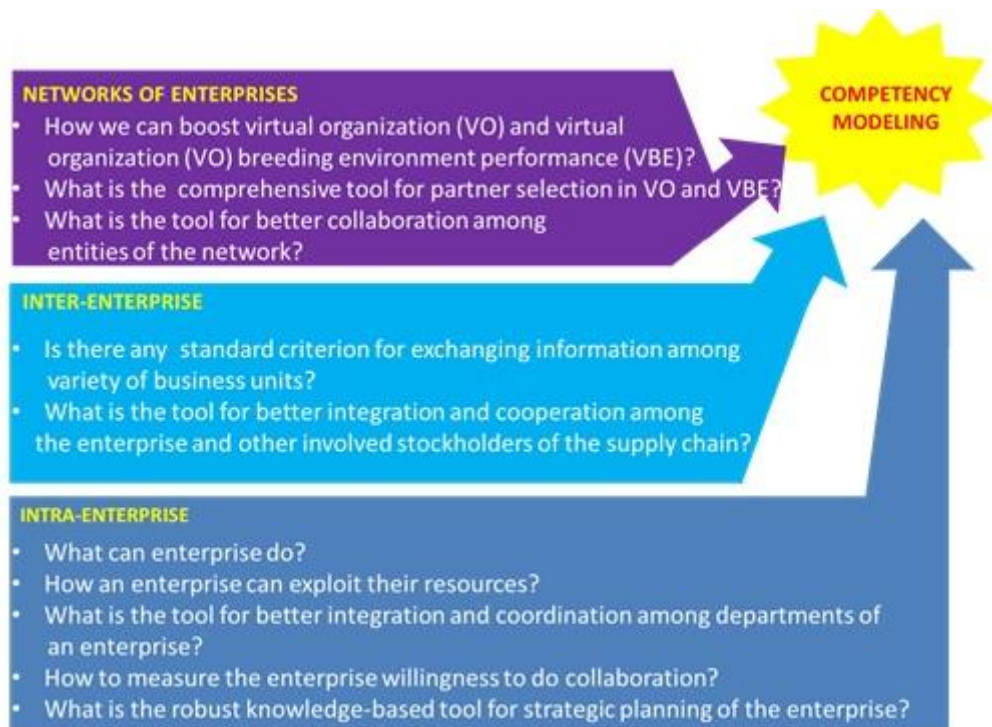 COMPETENCY
MODELING
NETWORKS OF ENTERPRISES
• How we can boost virtual organization (VO) and virtual
organization (VO) breeding environment performance (VBE)?
• What is the comprehensive tool for partner selection in VO and VBE?
• What is the tool for better collaboration among
entities of the network?
INTER-ENTERPRISE
• Is there any standard criterion for exchanging information among
variety of business units?
• What is the tool for better integration and cooperation among
the enterprise and other involved stockholders of the supply chain?
INTRA-ENTERPRISE
• What can enterprise do?
• How an enterprise can exploit their resources?
• What is the tool for better integration and coordination among departments of
an enterprise?
• How to measure the enterprise willingness to do collaboration?
• What is the robust knowledge-based tool for strategic planning of the enterprise?